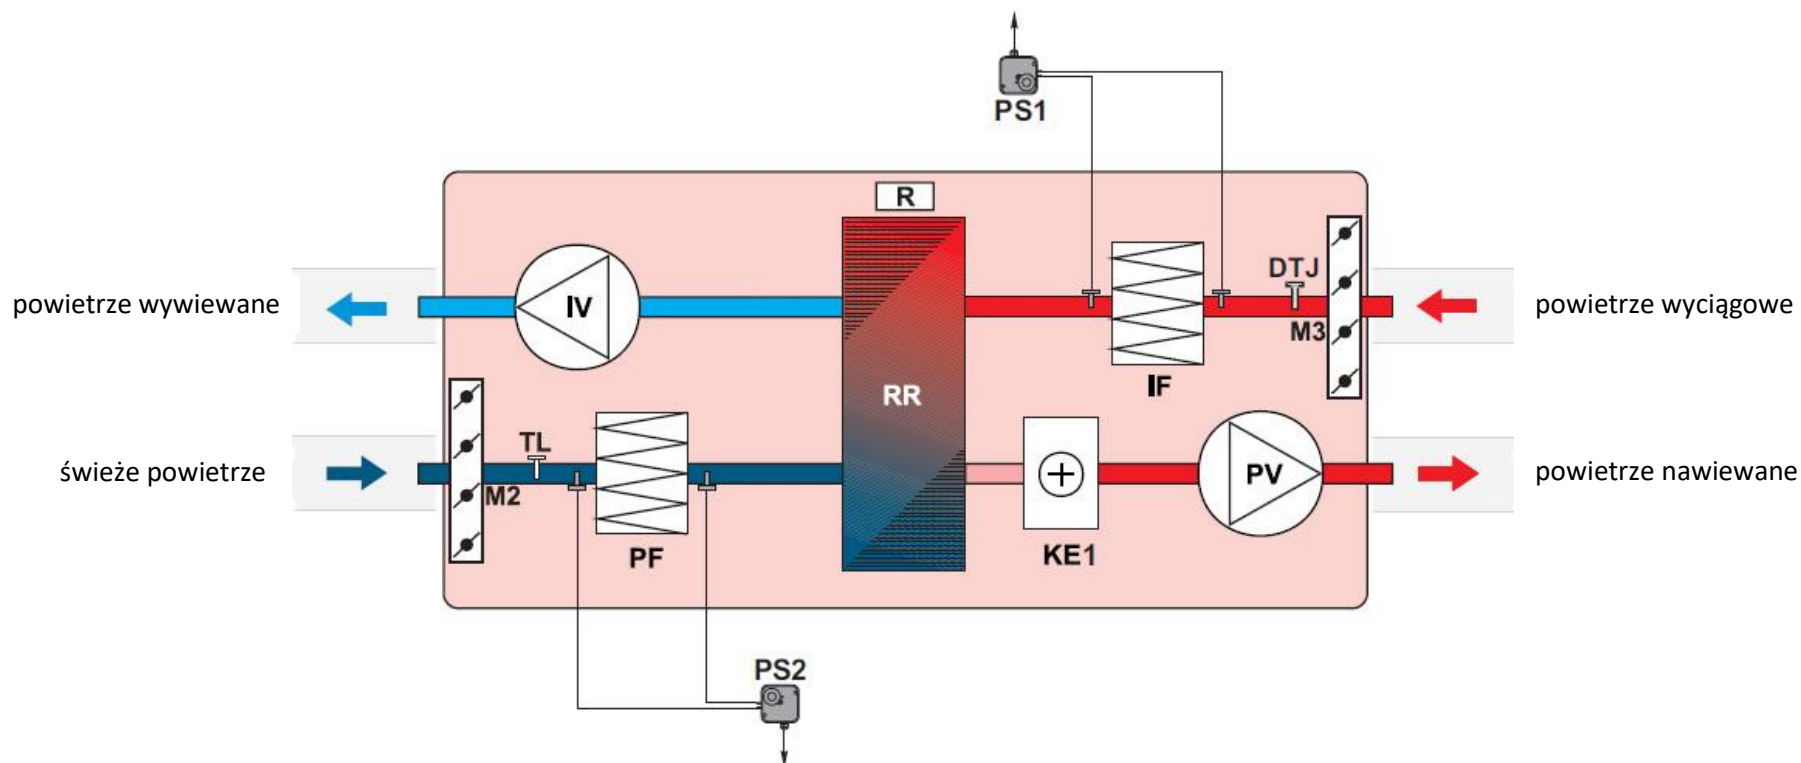 PS1
R
powietrze wywiewane
IV
DTJ
M3
powietrze wyciągowe
IF
RR
świeże powietrze
TL
M2
PF
KE1
PV
powietrze nawiewane
PS2